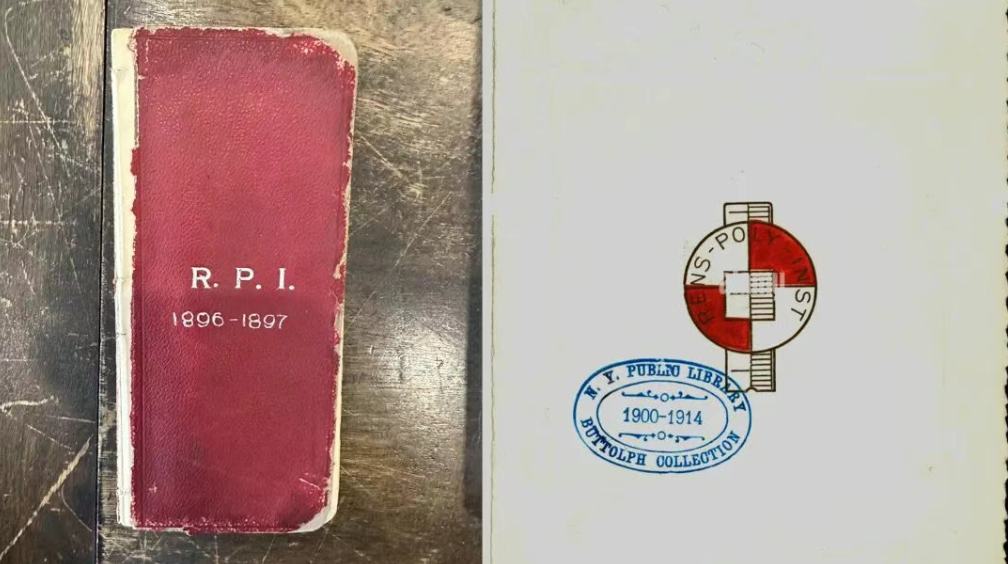 R. P. I.
1896-1897
RENS-POLY-INST
N. Y. PUBLIC LIBRARY
1900-1914
BUTTOLPH COLLECTION